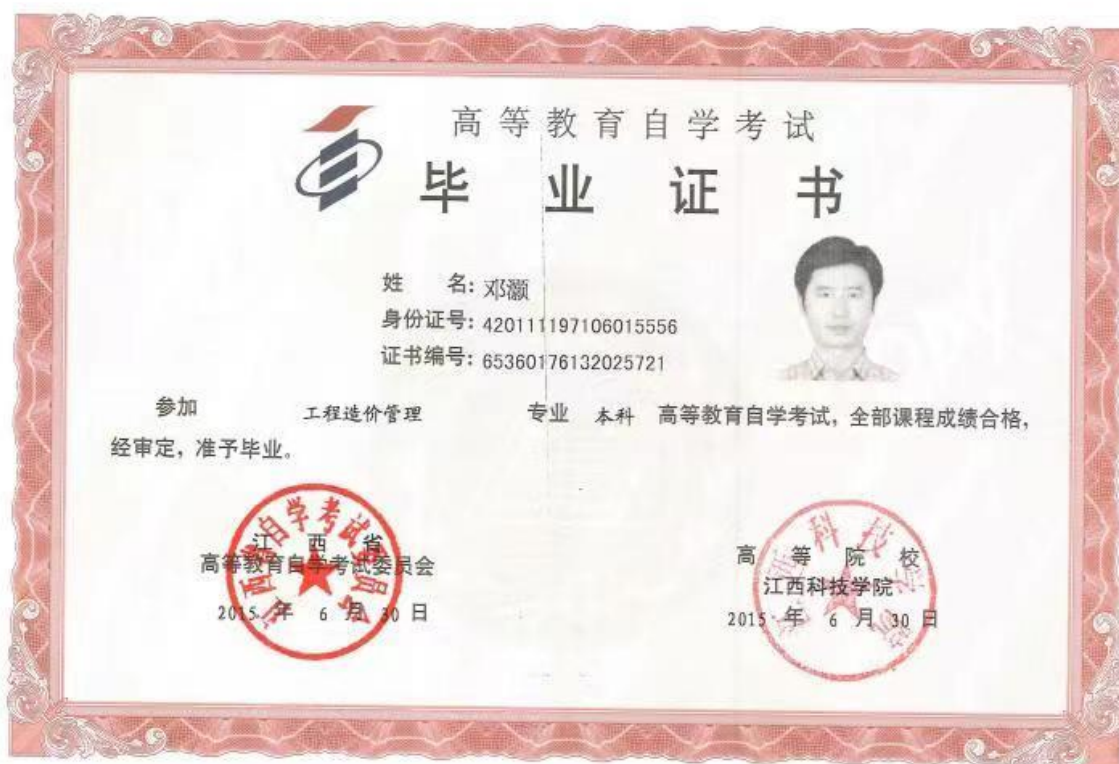 高等教育自学考试
毕业证书
姓 名: 邓灏
身份证号: 420111197106015556
证书编号: 65360176132025721
参加 工程造价管理 专业 本科 高等教育自学考试, 全部课程成绩合格,
经审定, 准予毕业。
江西省
高等教育自学考试委员会
2015 年 6 月 30 日
高等院校
江西科技学院
2015 年 6 月 30 日